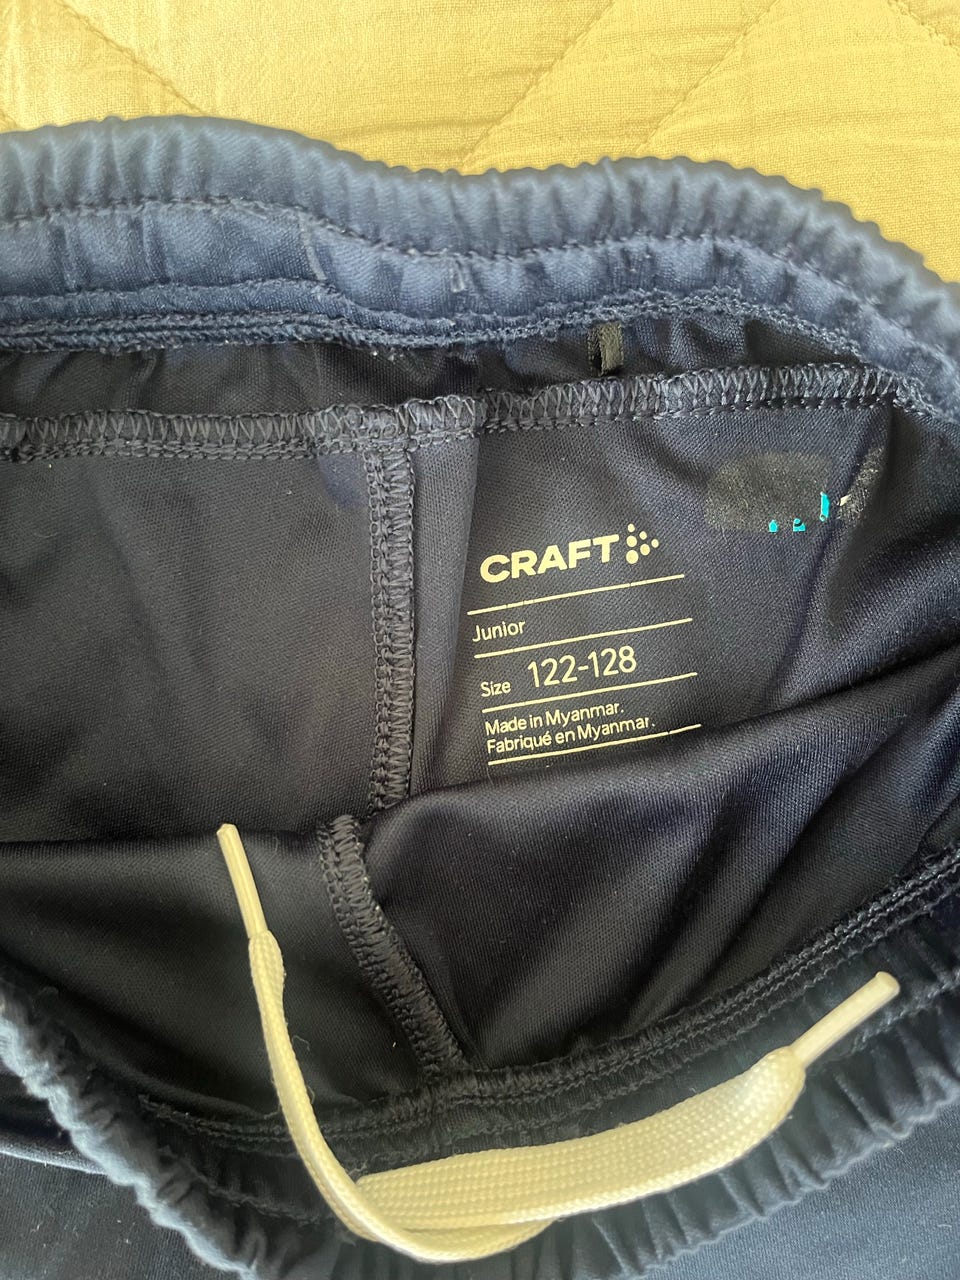 CRAFT
Junior
Size 122-128
Made in Myanmar.
Fabriqué en Myanmar.